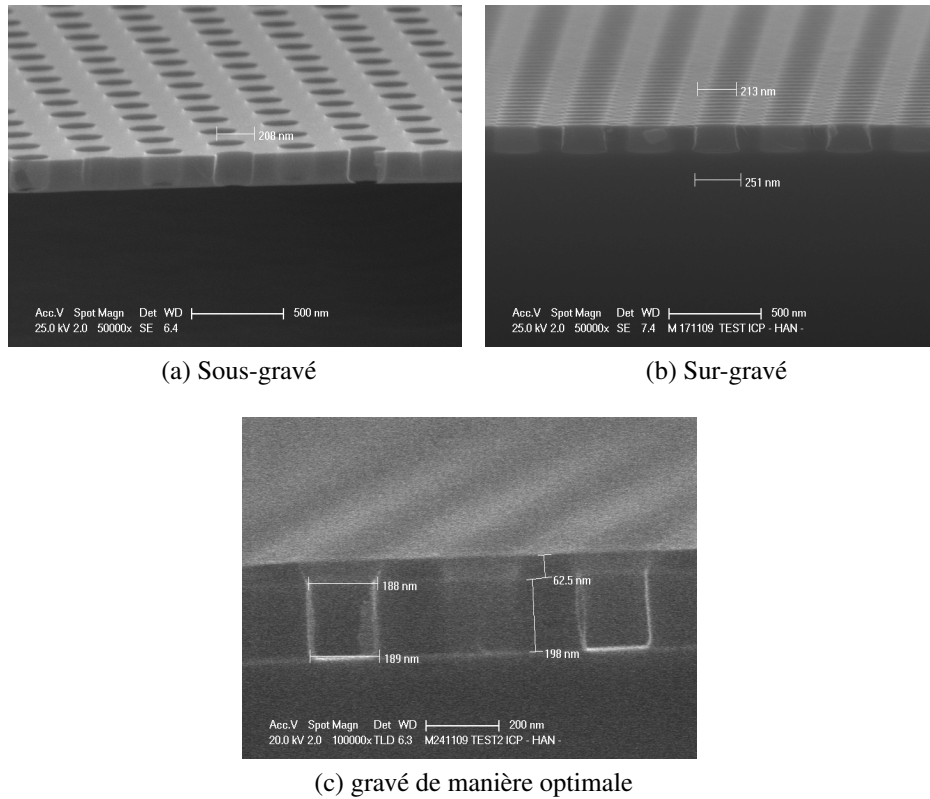 208 nm
Acc.V Spot Magn Det WD 500 nm
25.0 kV 2.0 50000x SE 6.4
(a) Sous-gravé
213 nm
251 nm
Acc.V Spot Magn Det WD 500 nm
25.0 kV 2.0 50000x SE 7.4 M 171109 TEST ICP - HAN -
(b) Sur-gravé
188 nm
62.5 nm
189 nm
198 nm
Acc.V Spot Magn Det WD 200 nm
20.0 kV 2.0 100000x TLD 6.3 M241109 TEST2 ICP - HAN -
(c) gravé de manière optimale